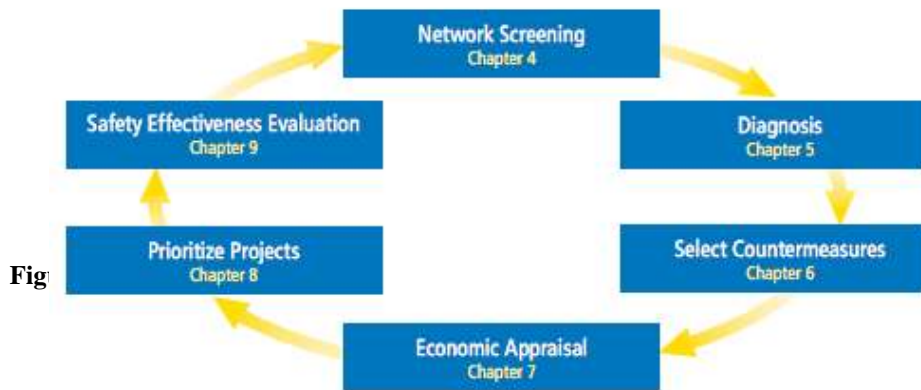 Network Screening
Chapter 4
Diagnosis
Chapter 5
Select Countermeasures
Chapter 6
Economic Appraisal
Chapter 7
Prioritize Projects
Chapter 8
Safety Effectiveness Evaluation
Chapter 9